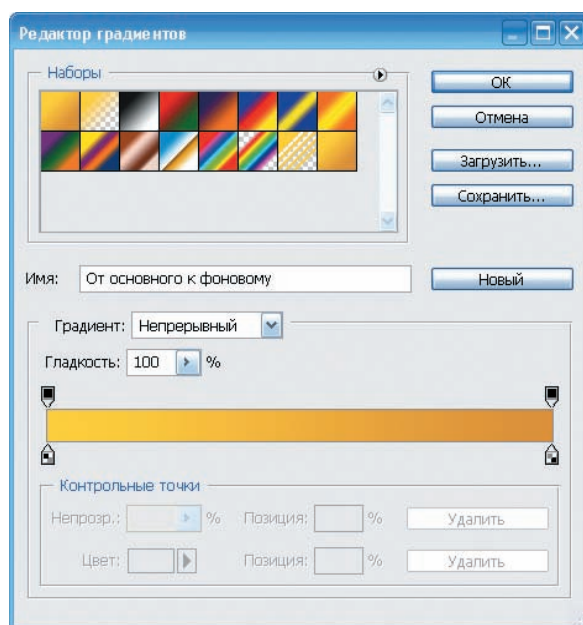 Редактор градиентов
Наборы
ОК
Отмена
Загрузить...
Сохранить...
Имя: От основного к фоновому
Новый
Градиент: Непрерывный
Гладкость: 100 %
Контрольные точки
Непрозр.: % Позиция: % Удалить
Цвет: Позиция: % Удалить